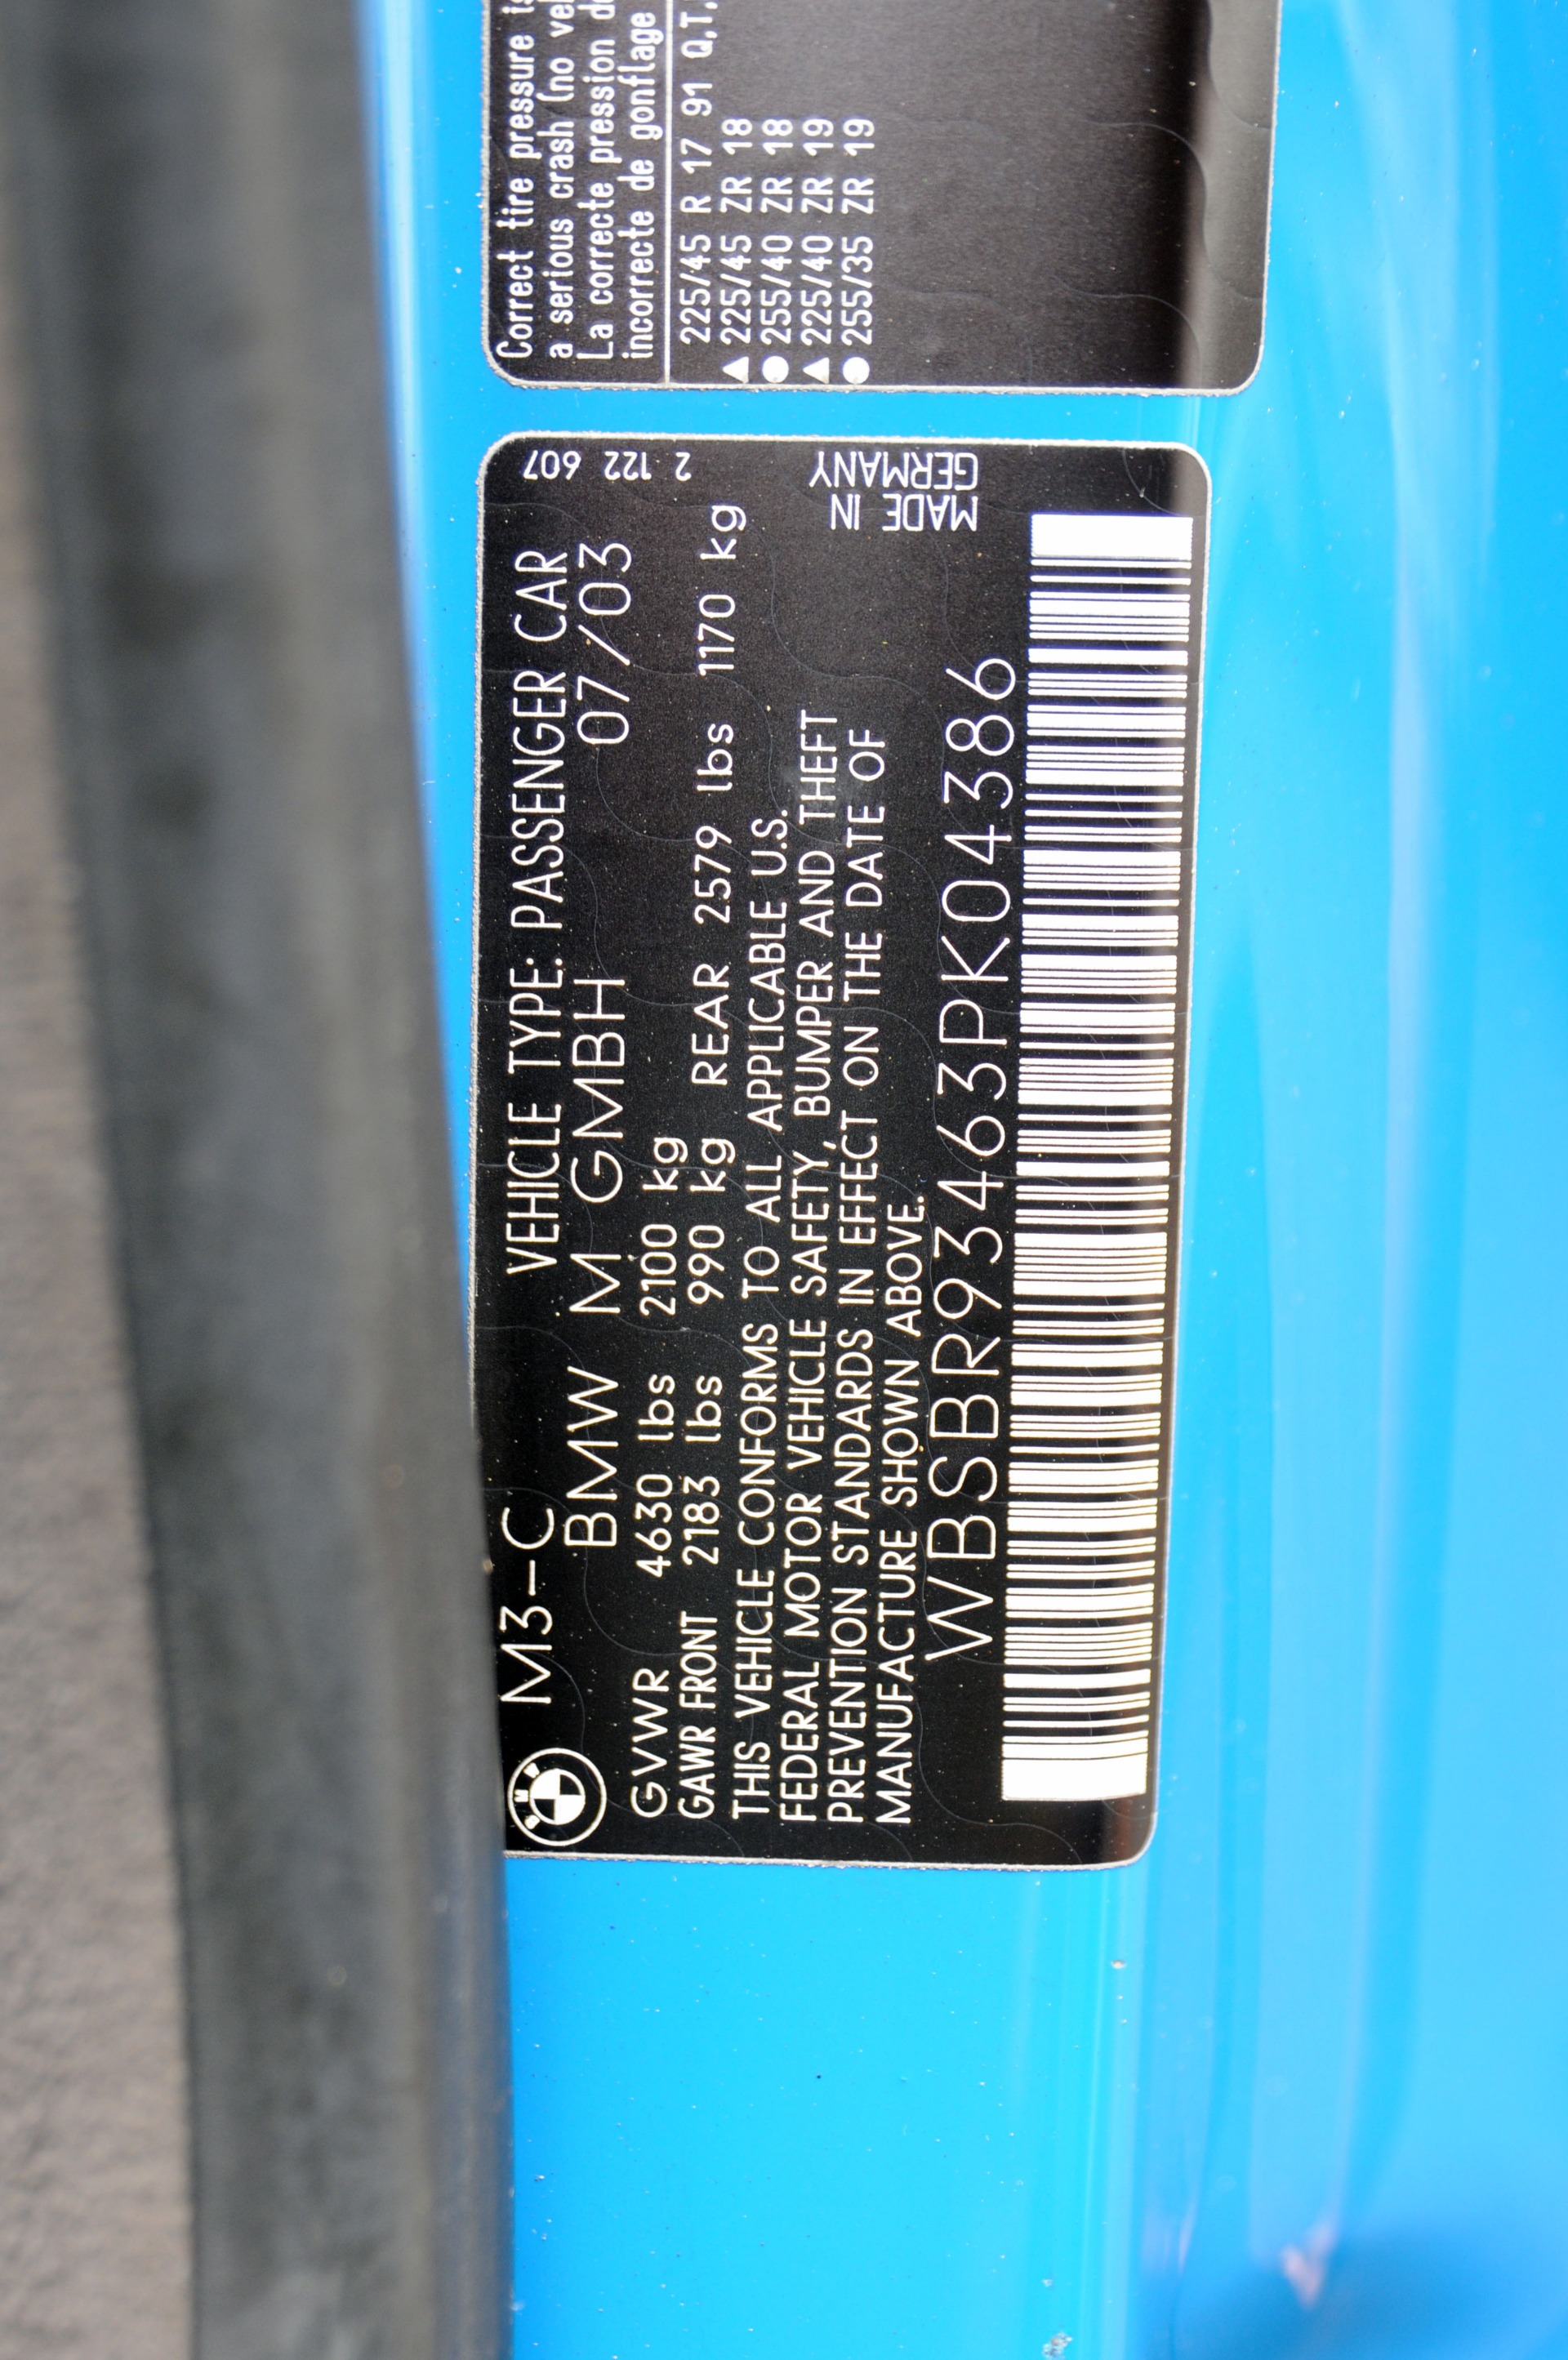 M3-C VEHICLE TYPE: PASSENGER CAR
BMW M GMBH 07/03
GVWR 4630 lbs 2100 kg
GAWR FRONT 2183 lbs 990 kg REAR 2579 lbs 1170 kg
THIS VEHICLE CONFORMS TO ALL APPLICABLE U.S.
FEDERAL MOTOR VEHICLE SAFETY, BUMPER AND THEFT
PREVENTION STANDARDS IN EFFECT ON THE DATE OF
MANUFACTURE SHOWN ABOVE.
WBSBR93463PK04386
2 122 607
MADE IN
GERMANY
BMW
Correct tire pressure is
a serious crash (no
La correcte pression
incorrecte de gonflage
225/45 R 17 91 Q,T,
▲ 225/45 ZR 18
● 255/40 ZR 18
▲ 225/40 ZR 19
● 255/35 ZR 19